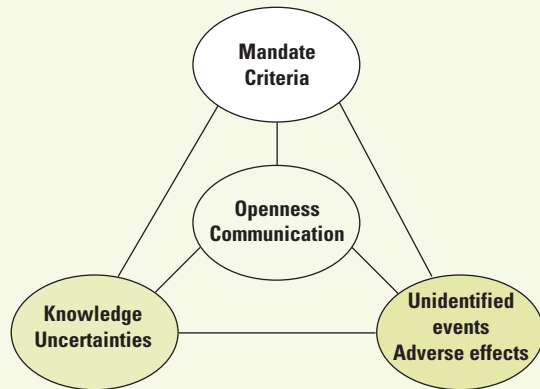 Mandate
Criteria
Openness
Communication
Knowledge
Uncertainties
Unidentified
events
Adverse effects